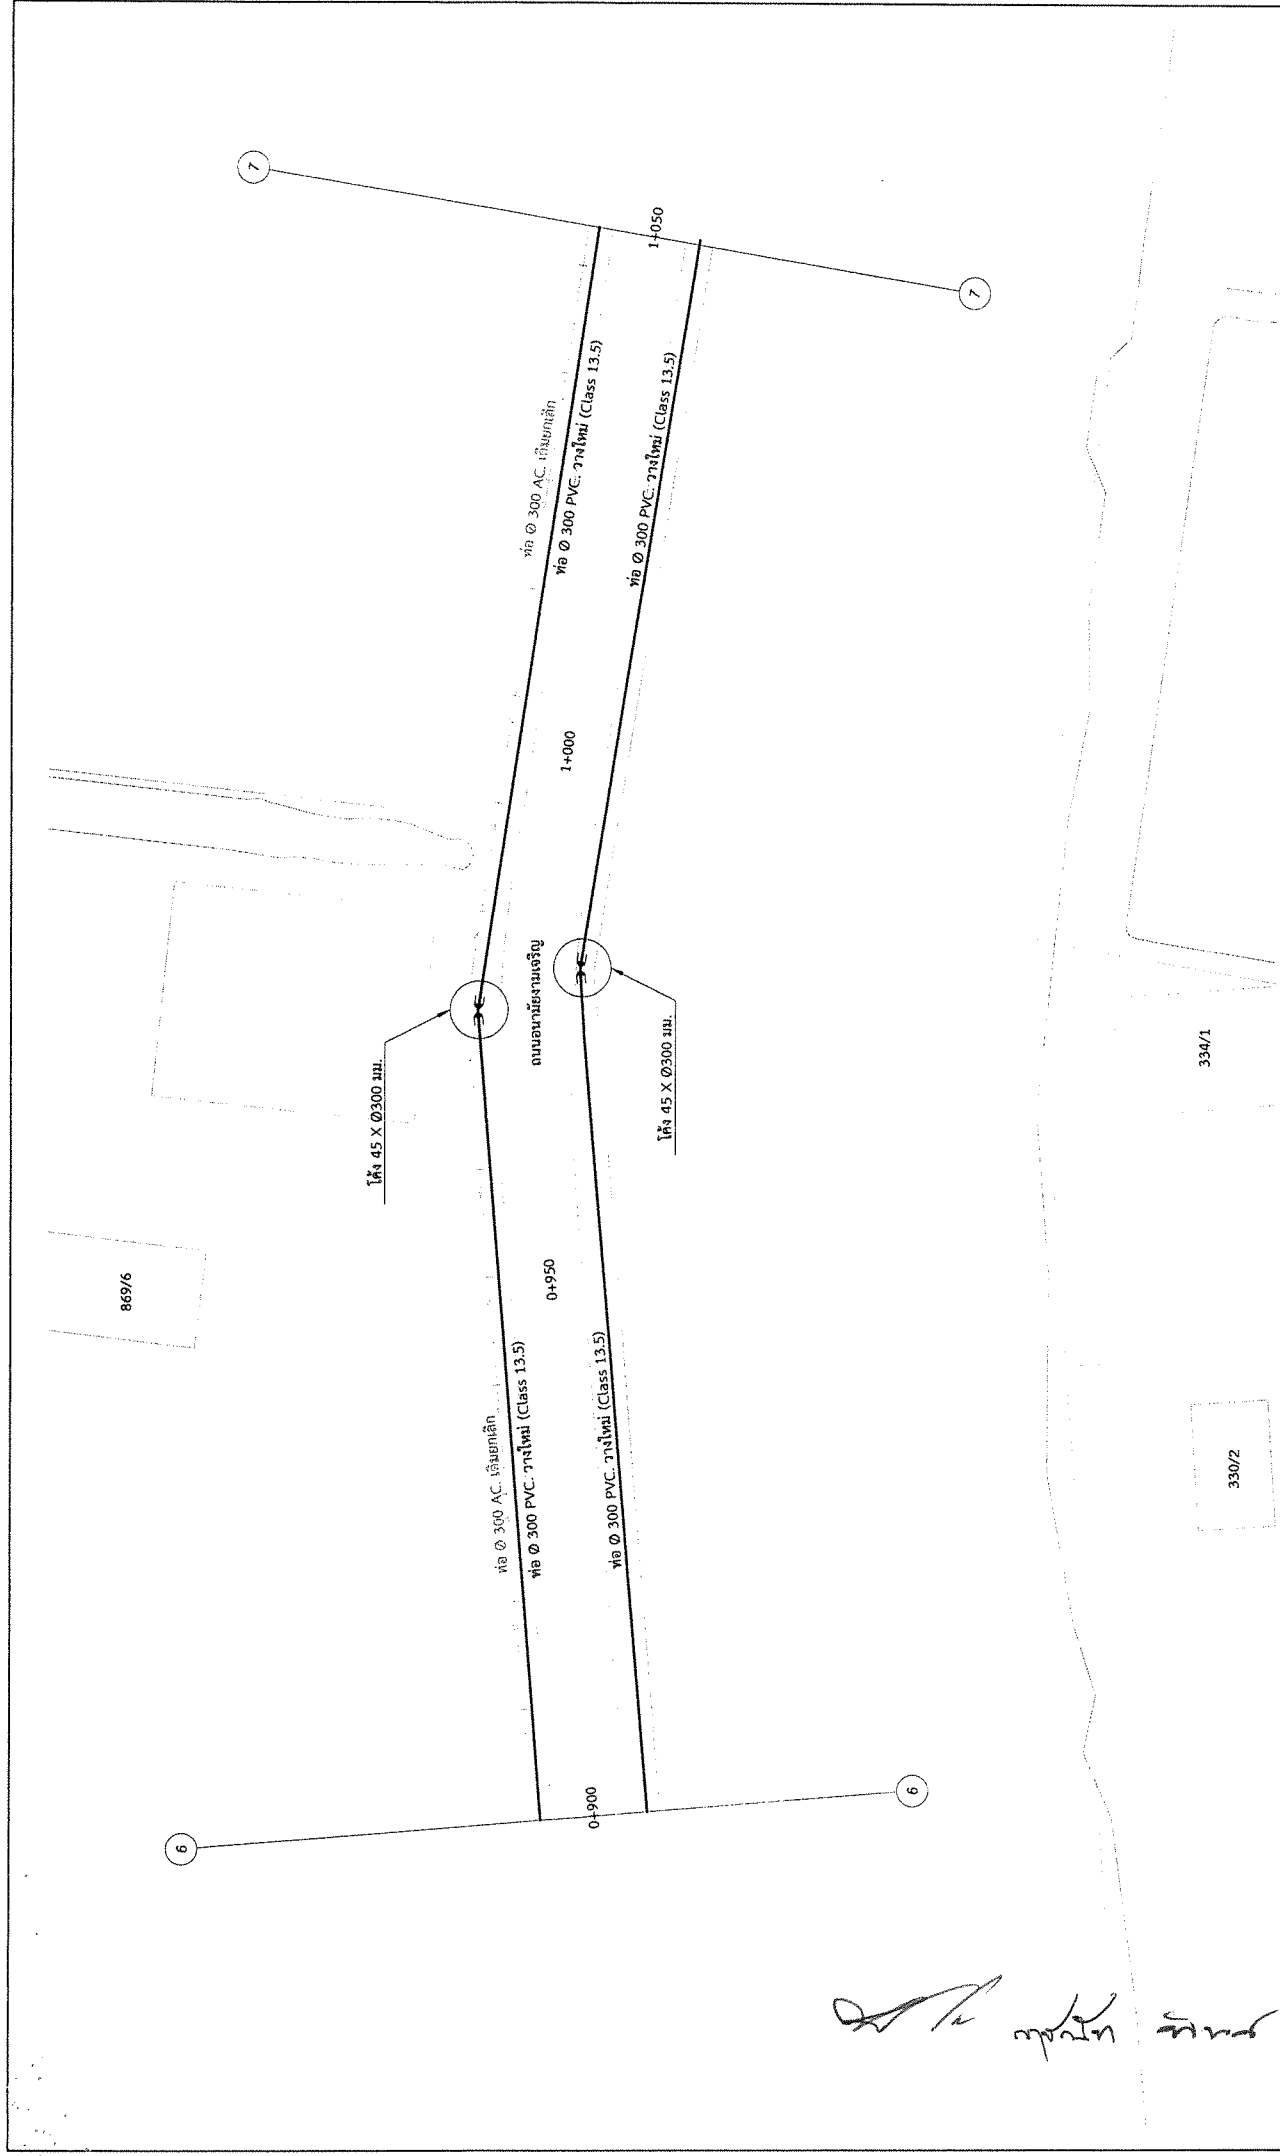 7
1+050
7
ท่อ Ø 300 AC. เดิมยกเลิก
ท่อ Ø 300 PVC. วางใหม่ (Class 13.5)
ท่อ Ø 300 PVC. วางใหม่ (Class 13.5)
1+000
โค้ง 45 X Ø300 มม.
ถนนอนามัยงามเจริญ
โค้ง 45 X Ø300 มม.
334/1
869/6
0+950
ท่อ Ø 300 AC. เดิมยกเลิก
ท่อ Ø 300 PVC. วางใหม่ (Class 13.5)
ท่อ Ø 300 PVC. วางใหม่ (Class 13.5)
330/2
6
0+900
6